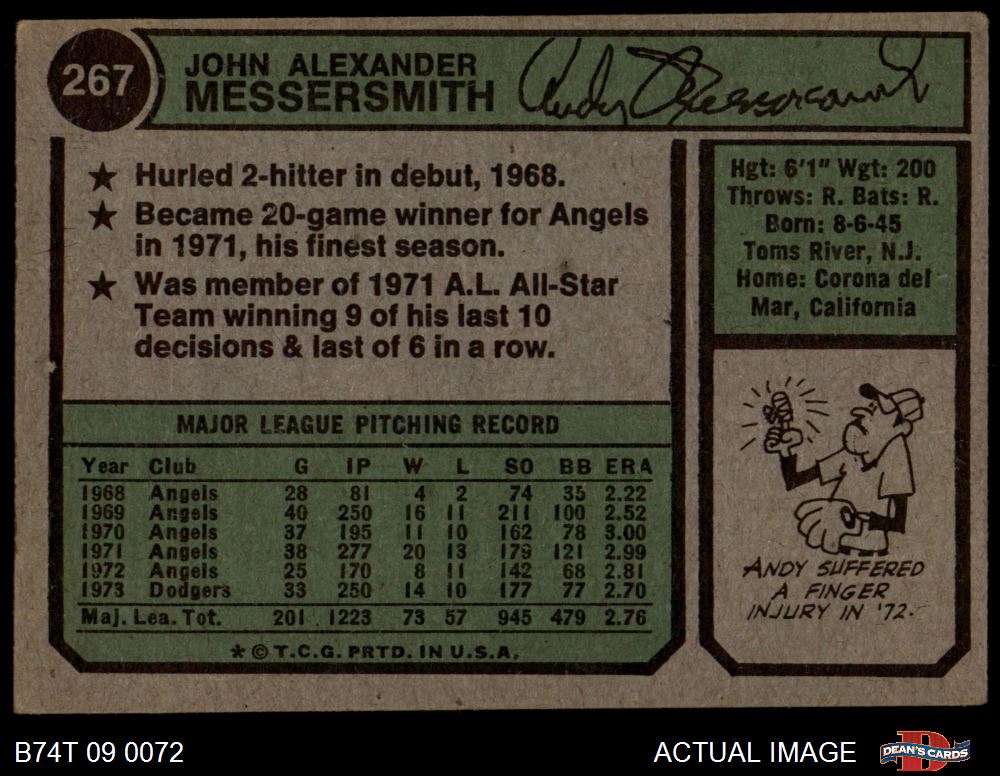 267
JOHN ALEXANDER
MESSERSMITH
Andy Messersmith
★ Hurled 2-hitter in debut, 1968.
★ Became 20-game winner for Angels
in 1971, his finest season.
★ Was member of 1971 A.L. All-Star
Team winning 9 of his last 10
decisions & last of 6 in a row.
Hgt: 6'1" Wgt: 200
Throws: R. Bats: R.
Born: 8-6-45
Toms River, N.J.
Home: Corona del
Mar, California
MAJOR LEAGUE PITCHING RECORD
Year Club G IP W L SO BB ERA
1968 Angels 28 81 4 2 74 35 2.22
1969 Angels 40 250 16 11 211 100 2.52
1970 Angels 37 195 11 10 162 78 3.00
1971 Angels 38 277 20 13 179 121 2.99
1972 Angels 25 170 8 11 142 68 2.81
1973 Dodgers 33 250 14 10 177 77 2.70
Maj. Lea. Tot. 201 1223 73 57 945 479 2.76
* © T.C.G. PRTD. IN U.S.A.
ANDY SUFFERED
A FINGER
INJURY IN '72.
B74T 09 0072
ACTUAL IMAGE
DEAN'S CARDS